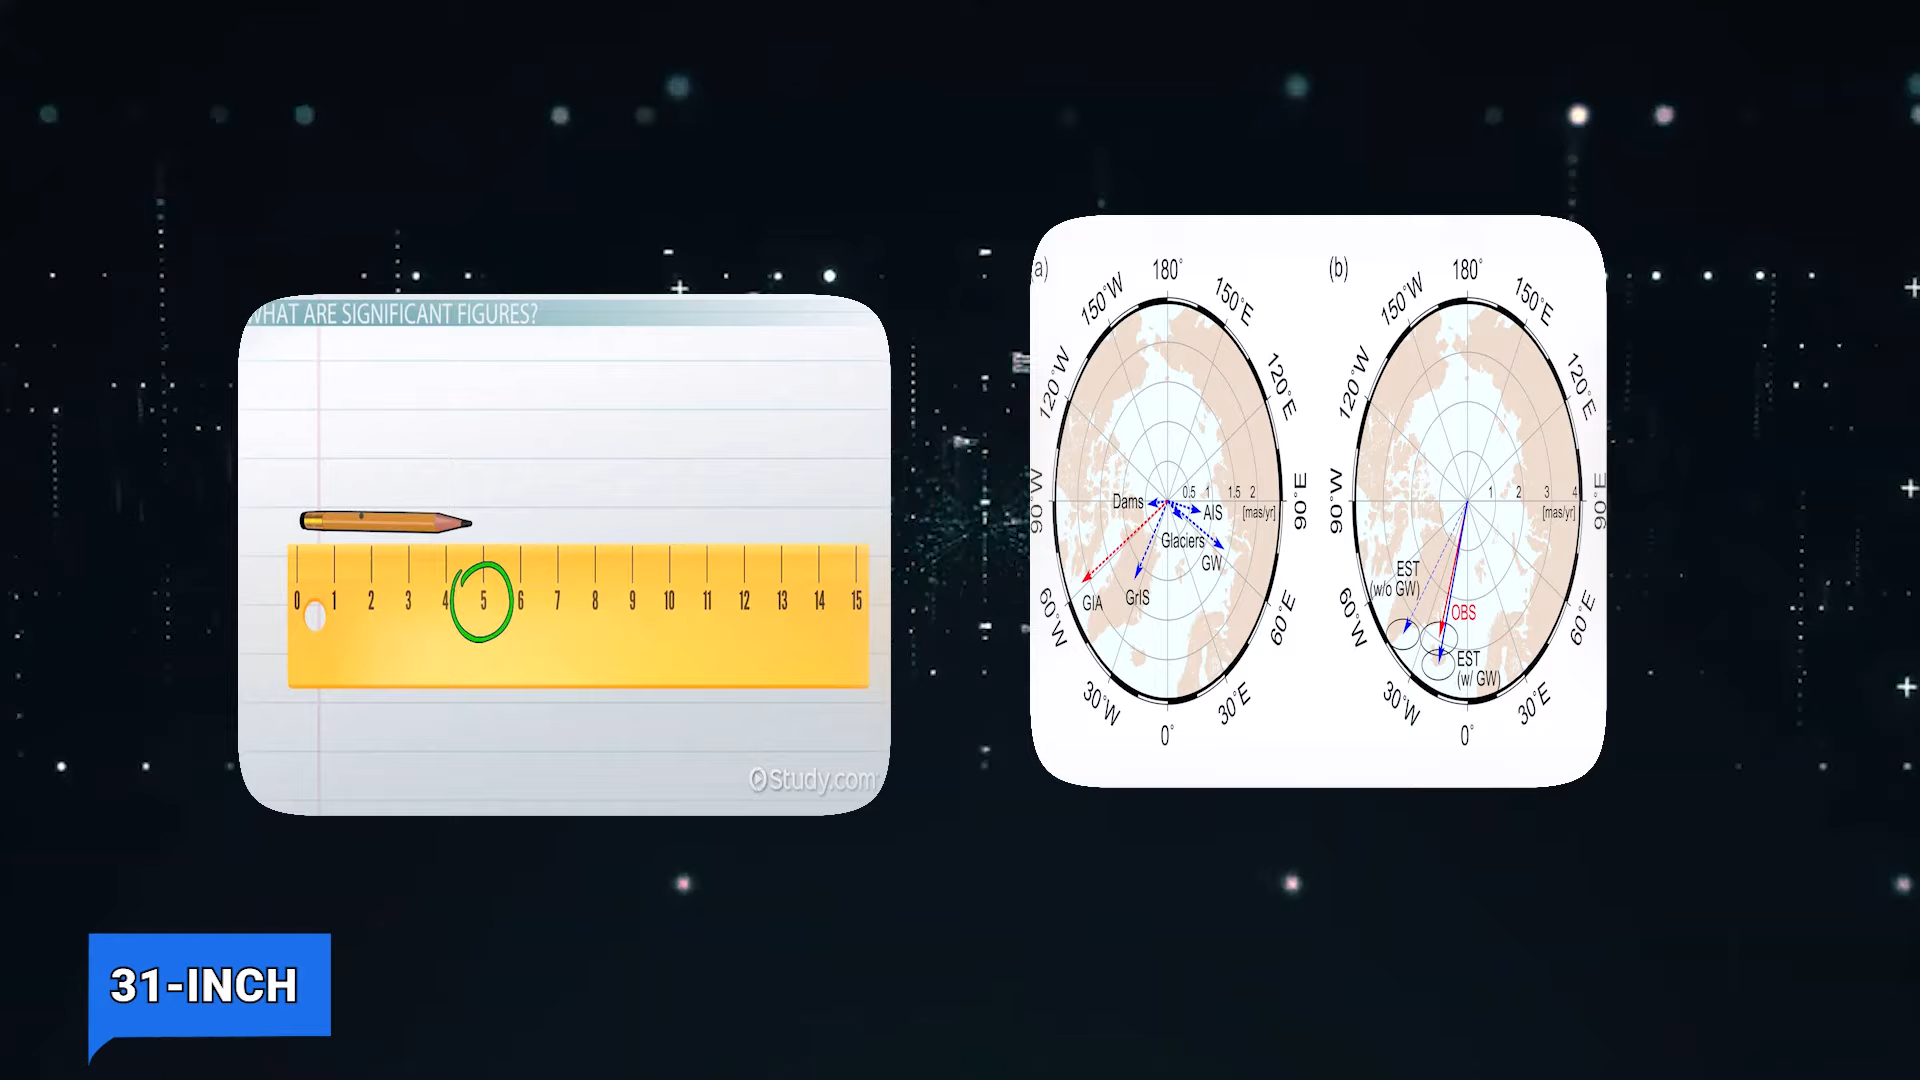 WHAT ARE SIGNIFICANT FIGURES?
0 1 2 3 4 5 6 7 8 9 10 11 12 13 14 15
Study.com
a)
180°
150°W
150°E
120°W
120°E
90°W
90°E
60°W
60°E
30°W
30°E
0°
0.5 1 1.5 2
[mas/yr]
Dams
AIS
Glaciers
GW
GIA
GrIS
(b)
180°
150°W
150°E
120°W
120°E
90°W
90°E
60°W
60°E
30°W
30°E
0°
1 2 3 4
[mas/yr]
EST
(w/o GW)
OBS
EST
(w/ GW)
31-INCH